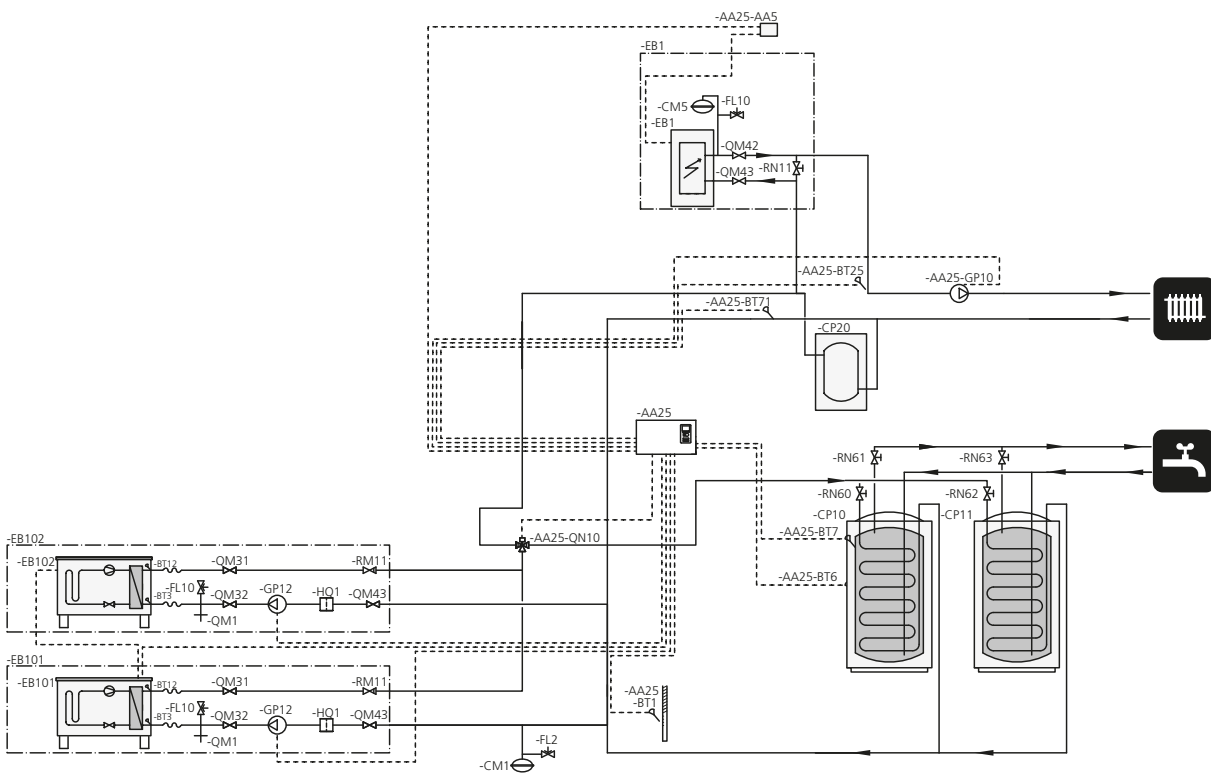 -AA25-AA5
-EB1
-CM5
-FL10
-EB1
-QM42
-QM43
-RN11
-AA25-BT25
-AA25-GP10
-AA25-BT71
-CP20
-AA25
-RN61
-RN63
-RN60
-RN62
-CP10
-CP11
-AA25-BT7
-AA25-QN10
-AA25-BT6
-EB102
-EB102
-BT12
-QM31
-RM11
-FL10
-BT3
-QM32
-GP12
-HQ1
-QM43
-QM1
-EB101
-EB101
-BT12
-QM31
-RM11
-FL10
-BT3
-QM32
-GP12
-HQ1
-QM43
-QM1
-AA25
-BT1
-FL2
-CM1